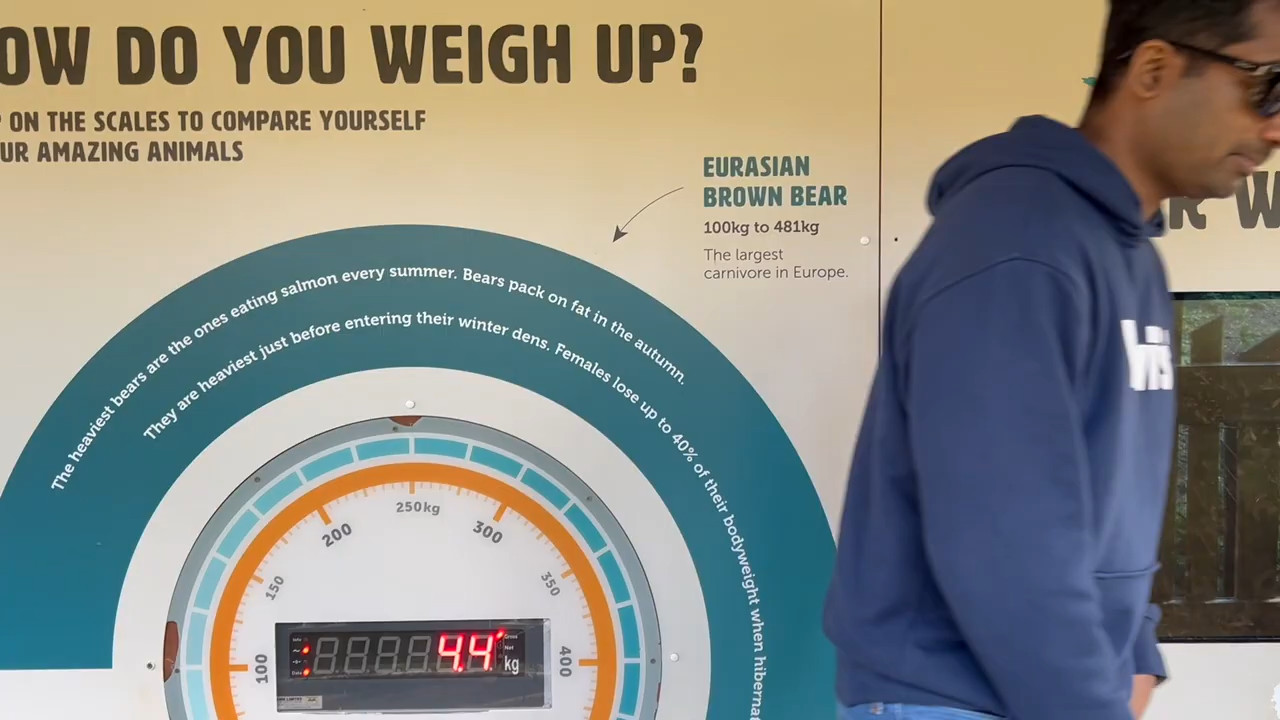 OW DO YOU WEIGH UP?
ON THE SCALES TO COMPARE YOURSELF
UR AMAZING ANIMALS
EURASIAN
BROWN BEAR
100kg to 481kg
The largest
carnivore in Europe.
The heaviest bears are the ones eating salmon every summer. Bears pack on fat in the autumn.
They are heaviest just before entering their winter dens. Females lose up to 40% of their bodyweight when hiberna
100
150
200
250kg
300
350
400
44
kg
Gross
Net
R W